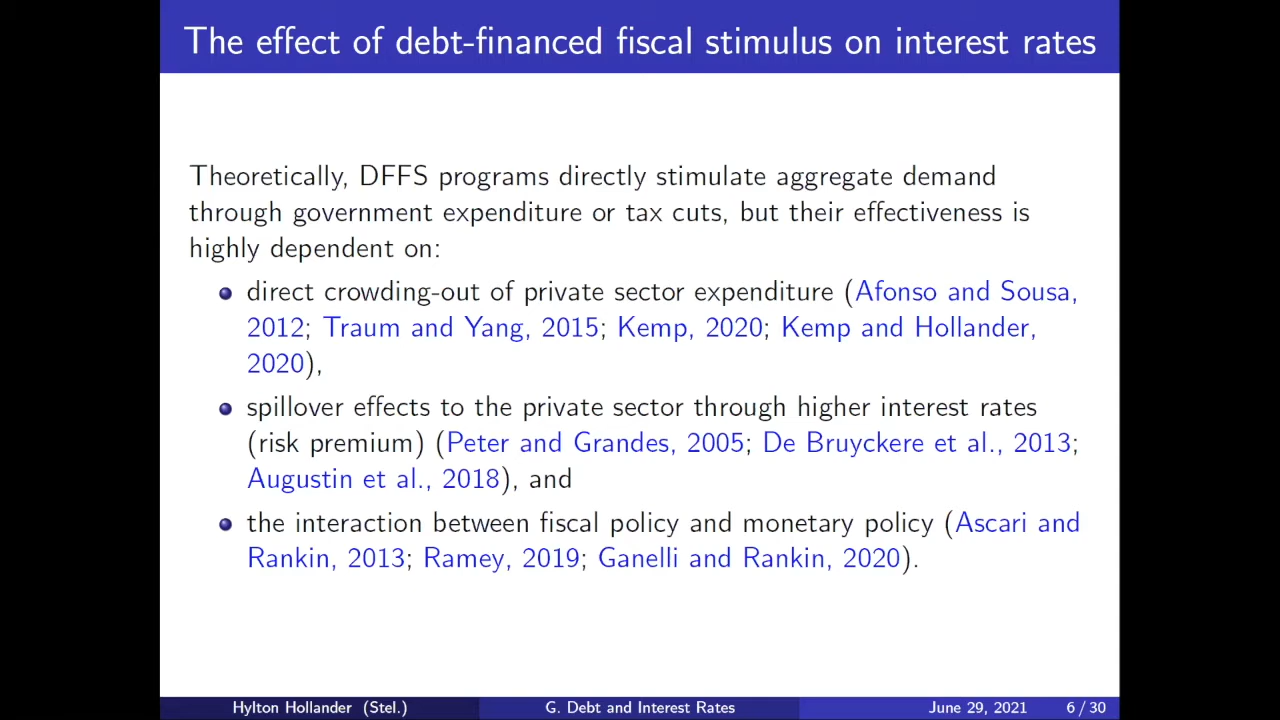 The effect of debt-financed fiscal stimulus on interest rates
Theoretically, DFFS programs directly stimulate aggregate demand
through government expenditure or tax cuts, but their effectiveness is
highly dependent on:
direct crowding-out of private sector expenditure (Afonso and Sousa,
2012; Traum and Yang, 2015; Kemp, 2020; Kemp and Hollander,
2020),
spillover effects to the private sector through higher interest rates
(risk premium) (Peter and Grandes, 2005; De Bruyckere et al., 2013;
Augustin et al., 2018), and
the interaction between fiscal policy and monetary policy (Ascari and
Rankin, 2013; Ramey, 2019; Ganelli and Rankin, 2020).
Hylton Hollander (Stel.) G. Debt and Interest Rates June 29, 2021 6 / 30